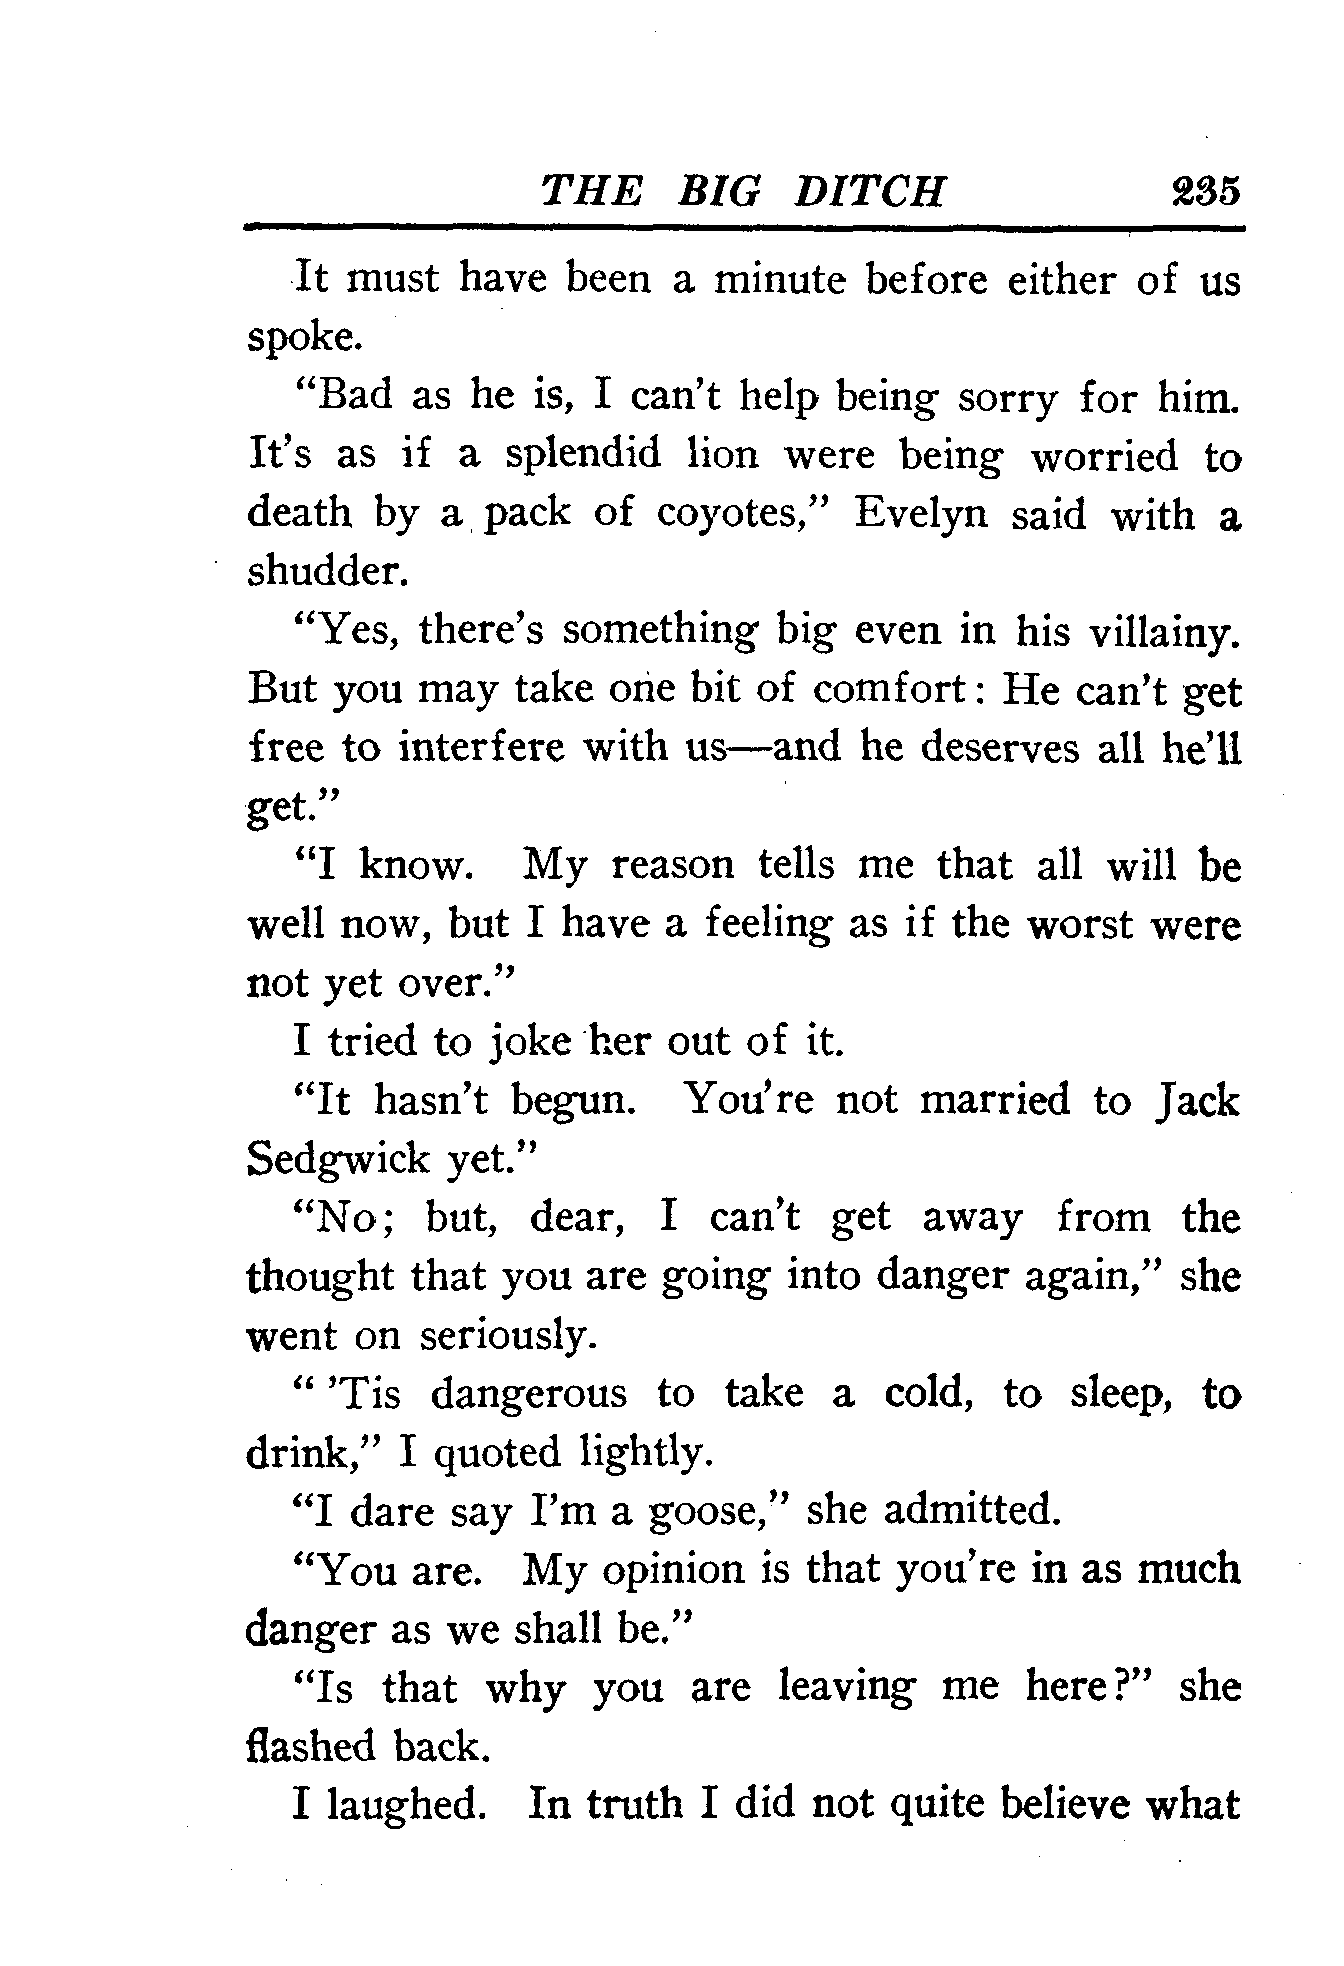 THE BIG DITCH 235
It must have been a minute before either of us
spoke.
“Bad as he is, I can’t help being sorry for him.
It’s as if a splendid lion were being worried to
death by a pack of coyotes,” Evelyn said with a
shudder.
“Yes, there’s something big even in his villainy.
But you may take one bit of comfort: He can’t get
free to interfere with us—and he deserves all he’ll
get.”
“I know. My reason tells me that all will be
well now, but I have a feeling as if the worst were
not yet over.”
I tried to joke her out of it.
“It hasn’t begun. You’re not married to Jack
Sedgwick yet.”
“No; but, dear, I can’t get away from the
thought that you are going into danger again,” she
went on seriously.
“ ’Tis dangerous to take a cold, to sleep, to
drink,” I quoted lightly.
“I dare say I’m a goose,” she admitted.
“You are. My opinion is that you’re in as much
danger as we shall be.”
“Is that why you are leaving me here?” she
flashed back.
I laughed. In truth I did not quite believe what